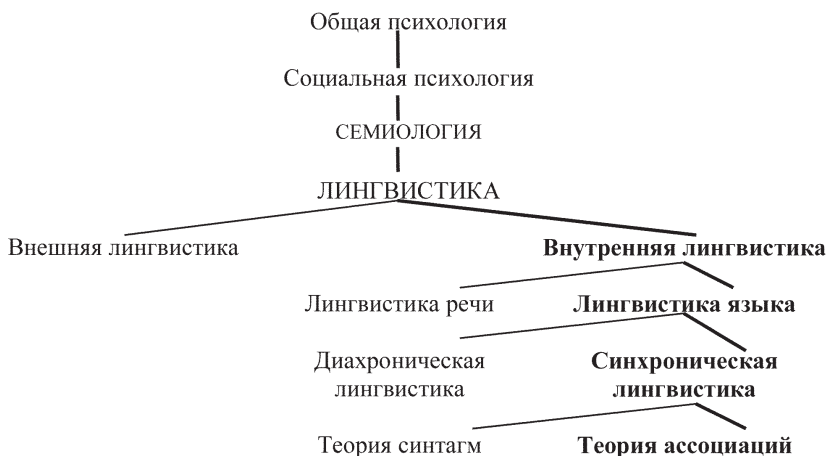 Общая психология
Социальная психология
СЕМИОЛОГИЯ
ЛИНГВИСТИКА
Внешняя лингвистика
Внутренняя лингвистика
Лингвистика речи
Лингвистика языка
Диахроническая
лингвистика
Синхроническая
лингвистика
Теория синтагм
Теория ассоциаций